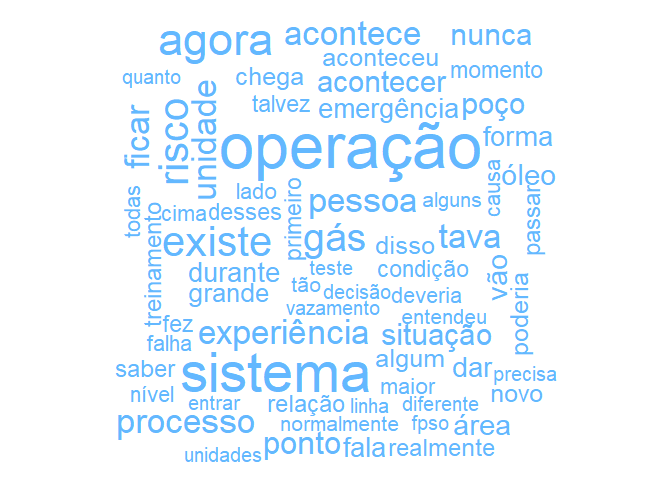 agora
acontece
nunca
aconteceu
quanto
chega
acontecer
momento
talvez
emergência
poço
ficar
risco
unidade
operação
forma
óleo
todas
lado
pessoa
alguns
causa
passar
cima
desses
primeiro
treinamento
existe
gás
disso
tava
durante
teste
condição
vão
grande
tão
decisão
deveria
vazamento
poderia
fez
experiência
entendeu
falha
situação
saber
sistema
algum
dar
precisa
nível
maior
novo
entrar
relação
linha
diferente
processo
normalmente
fpso
área
ponto
fala
realmente
unidades